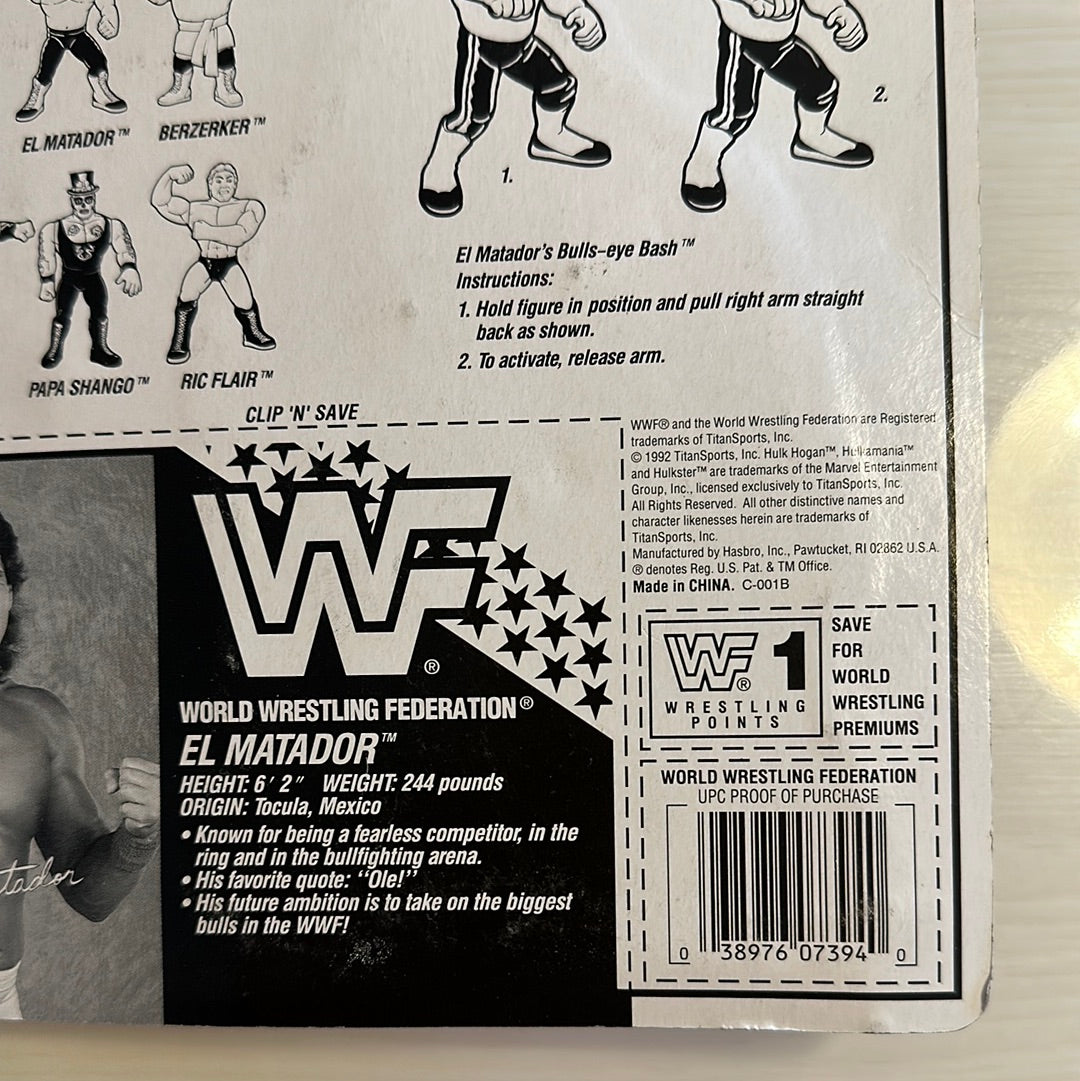 EL MATADOR™
BERZERKER™
PAPA SHANGO™
RIC FLAIR™
1.
2.
El Matador's Bulls-eye Bash™
Instructions:
1. Hold figure in position and pull right arm straight
back as shown.
2. To activate, release arm.
CLIP 'N' SAVE
WWF® and the World Wrestling Federation are Registered
trademarks of TitanSports, Inc.
© 1992 TitanSports, Inc. Hulk Hogan™, Hulkamania™
and Hulkster™ are trademarks of the Marvel Entertainment
Group, Inc., licensed exclusively to TitanSports, Inc.
All Rights Reserved. All other distinctive names and
character likenesses herein are trademarks of
TitanSports, Inc.
Manufactured by Hasbro, Inc., Pawtucket, RI 02862 U.S.A.
® denotes Reg. U.S. Pat. & TM Office.
Made in CHINA. C-001B
WF®
WORLD WRESTLING FEDERATION®
EL MATADOR™
HEIGHT: 6' 2" WEIGHT: 244 pounds
ORIGIN: Tocula, Mexico
• Known for being a fearless competitor, in the
ring and in the bullfighting arena.
• His favorite quote: "Ole!"
• His future ambition is to take on the biggest
bulls in the WWF!
tador
WF® 1
WRESTLING
POINTS
SAVE
FOR
WORLD
WRESTLING
PREMIUMS
WORLD WRESTLING FEDERATION
UPC PROOF OF PURCHASE
0 38976 07394 0